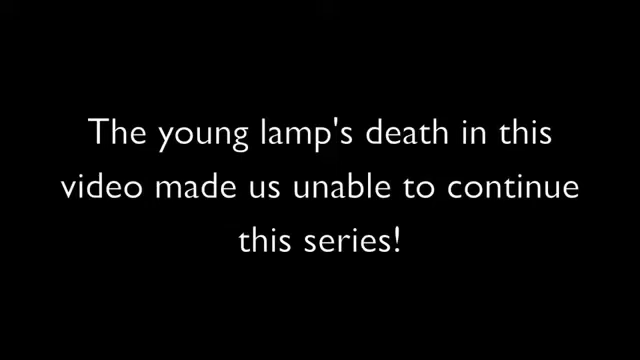 The young lamp's death in this
video made us unable to continue
this series!